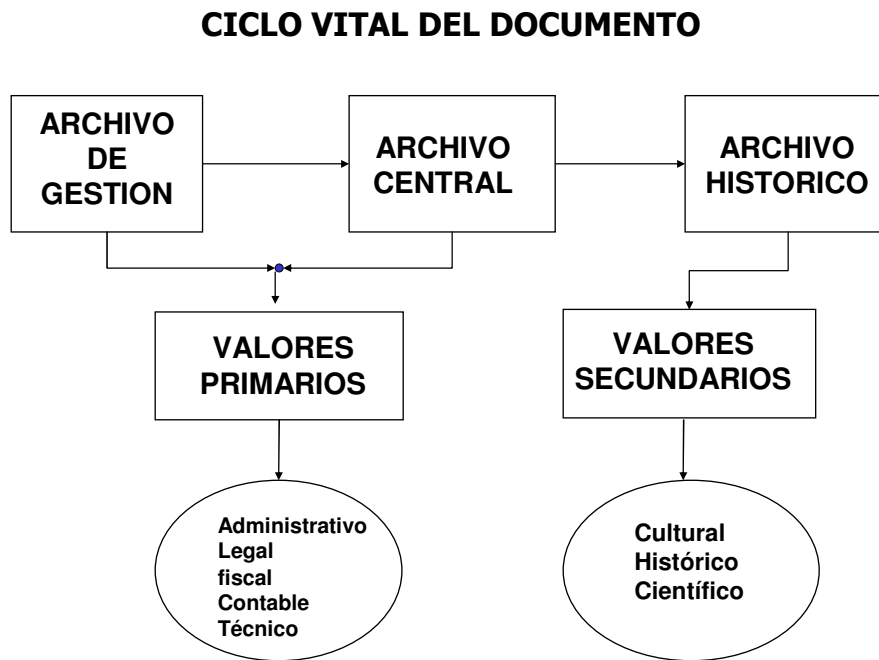 CICLO VITAL DEL DOCUMENTO
ARCHIVO
DE
GESTION
ARCHIVO
CENTRAL
ARCHIVO
HISTORICO
VALORES
PRIMARIOS
VALORES
SECUNDARIOS
Administrativo
Legal
fiscal
Contable
Técnico
Cultural
Histórico
Científico